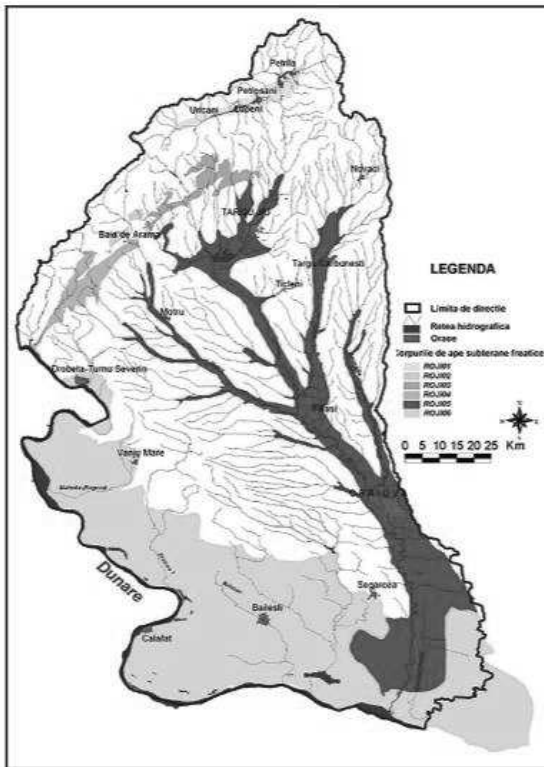 Petrila
Petrosani
Uricani
Lupeni
Novaci
TARGU JIU
Baia de Arama
Targu Carbunesti
Ticleni
Motru
Drobeta-Turnu Severin
Filiasi
Vanju Mare
CRAIOVA
Segarcea
Dunare
Bailesti
Calafat
LEGENDA
Limita de directie
Retea hidrografica
Orase
Corpurile de ape subterane freatice
ROJI01
ROJI02
ROJI03
ROJI04
ROJI05
ROJI06
0 5 10 15 20 25 Km